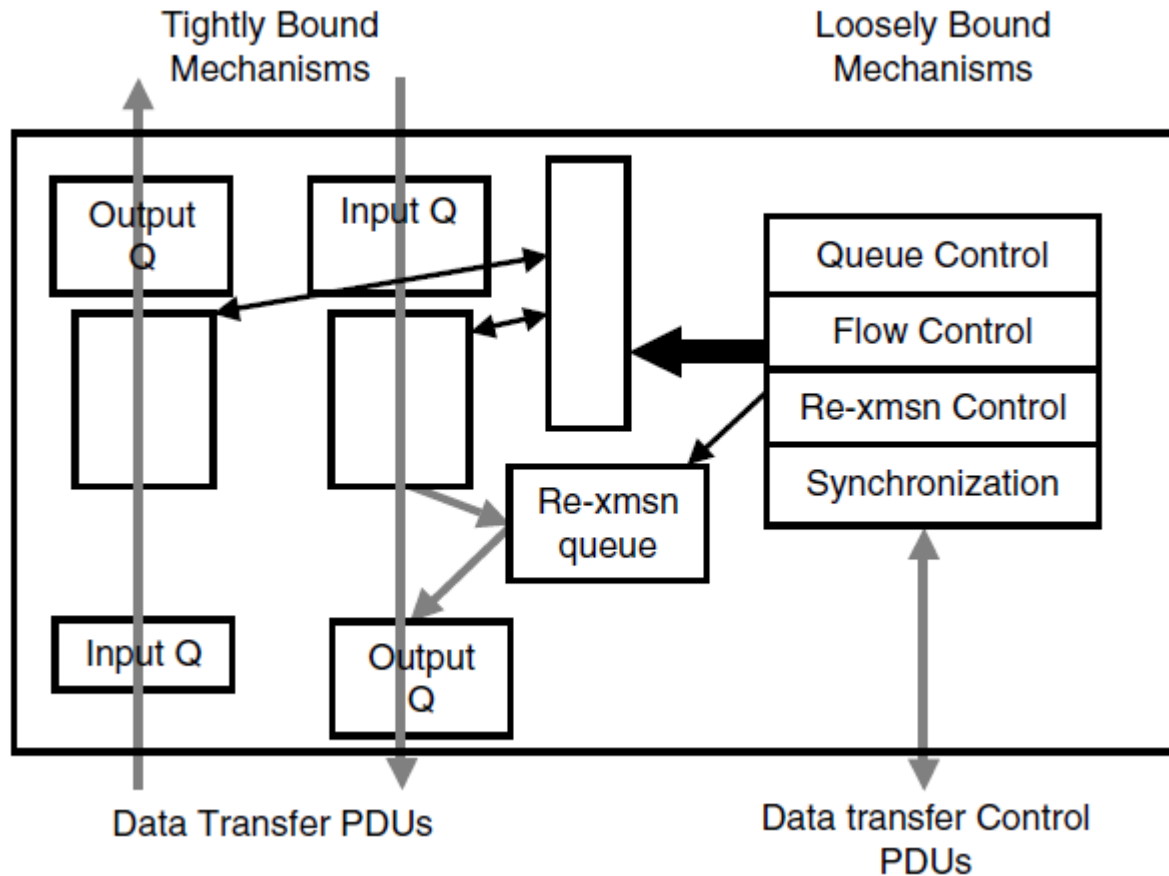 Tightly Bound
Mechanisms
Loosely Bound
Mechanisms
Output
Q
Input Q
Queue Control
Flow Control
Re-xmsn Control
Synchronization
Re-xmsn
queue
Input Q
Output
Q
Data Transfer PDUs
Data transfer Control
PDUs